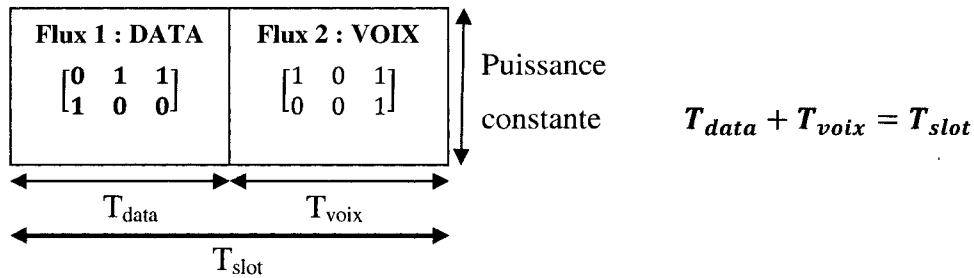 Flux 1 : DATA Flux 2 : VOIX
[0 1 1] [1 0 1]
[1 0 0] [0 0 1]
Puissance
constante
T_data + T_voix = T_slot
T_data T_voix
T_slot